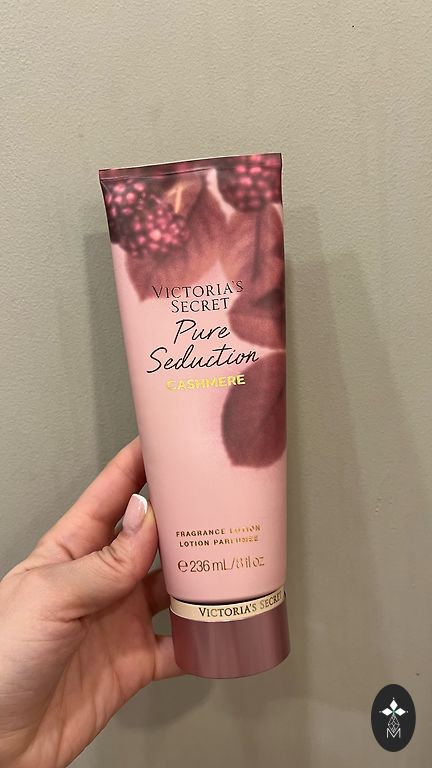 VICTORIA'S
SECRET
Pure
Seduction
CASHMERE
FRAGRANCE LOTION
LOTION PARFUMÉE
℮ 236 mL/8 fl oz
VICTORIA'S SECRET
M